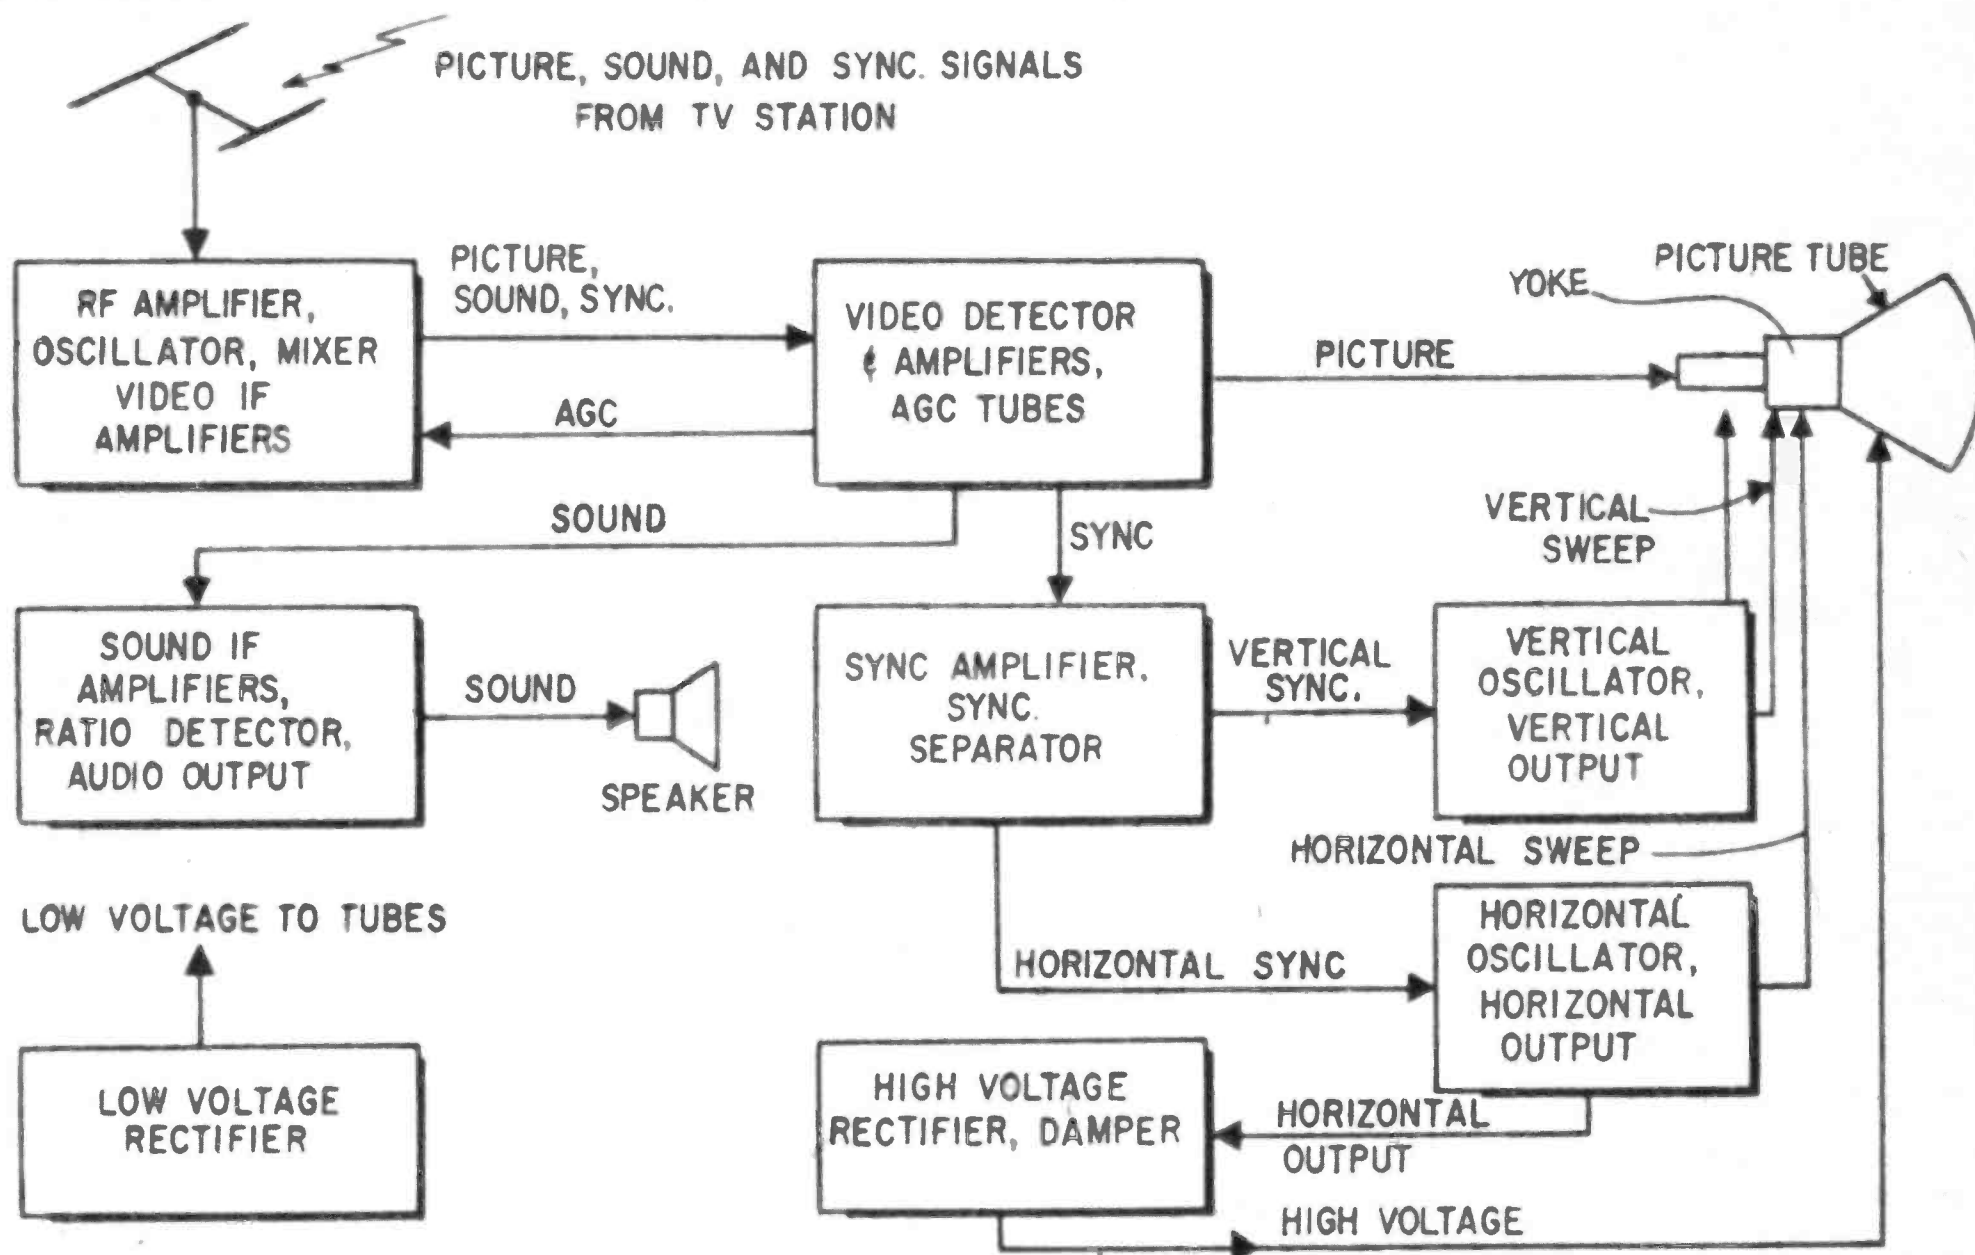 PICTURE, SOUND, AND SYNC. SIGNALS
FROM TV STATION
RF AMPLIFIER,
OSCILLATOR, MIXER
VIDEO IF
AMPLIFIERS
PICTURE,
SOUND, SYNC.
AGC
VIDEO DETECTOR
& AMPLIFIERS,
AGC TUBES
PICTURE
YOKE
PICTURE TUBE
SOUND
SYNC
VERTICAL
SWEEP
SOUND IF
AMPLIFIERS,
RATIO DETECTOR,
AUDIO OUTPUT
SOUND
SPEAKER
SYNC AMPLIFIER,
SYNC.
SEPARATOR
VERTICAL
SYNC.
VERTICAL
OSCILLATOR,
VERTICAL
OUTPUT
HORIZONTAL SWEEP
LOW VOLTAGE TO TUBES
HORIZONTAL SYNC
HORIZONTAL
OSCILLATOR,
HORIZONTAL
OUTPUT
LOW VOLTAGE
RECTIFIER
HIGH VOLTAGE
RECTIFIER, DAMPER
HORIZONTAL
OUTPUT
HIGH VOLTAGE